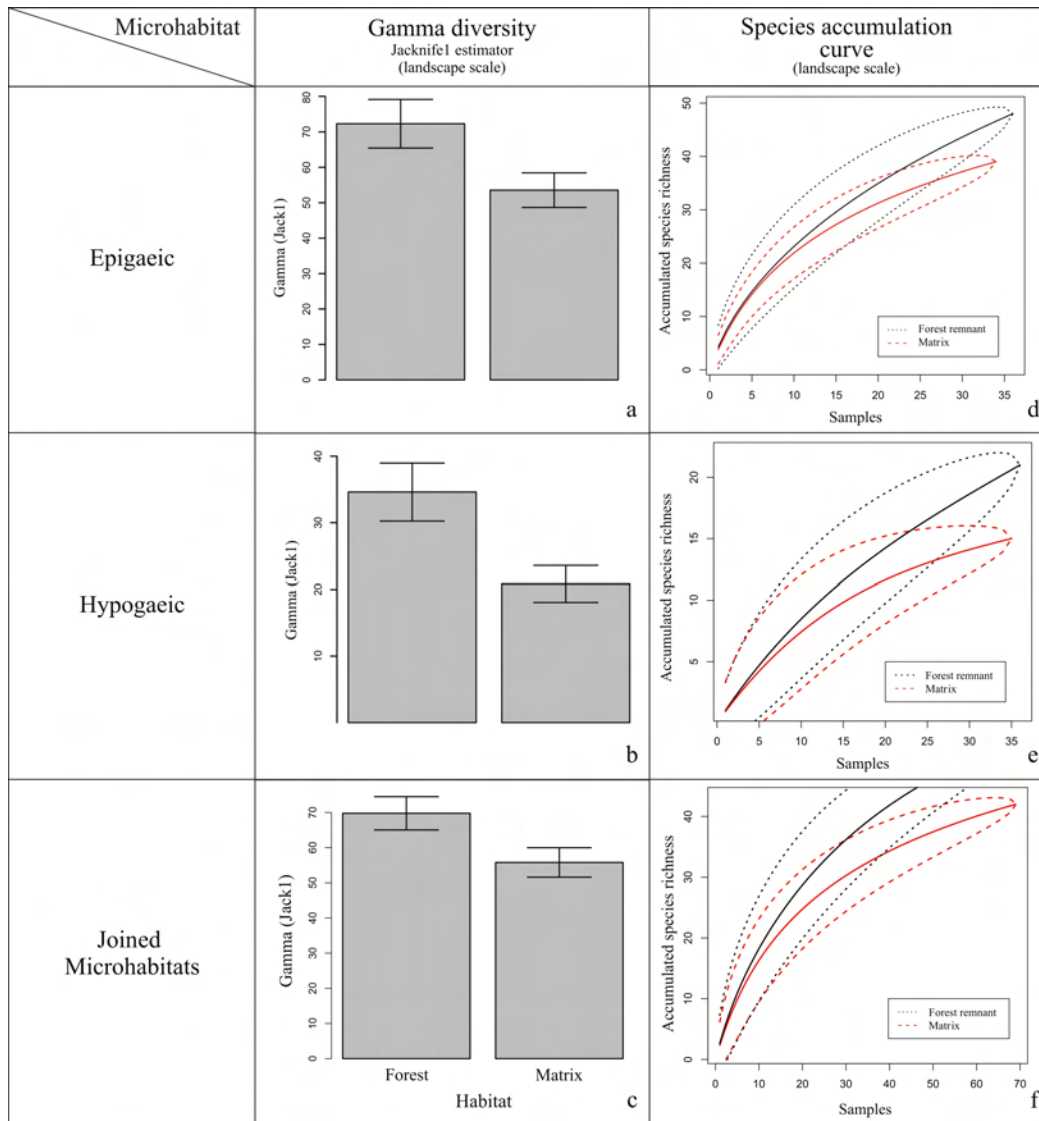 Microhabitat
Gamma diversity
Jacknife1 estimator
(landscape scale)
Species accumulation
curve
(landscape scale)
Epigaeic
Gamma (Jack1)
0
10
20
30
40
50
60
70
80
a
Accumulated species richness
0
10
20
30
40
50
Forest remnant
Matrix
0 5 10 15 20 25 30 35
Samples
d
Hypogaeic
Gamma (Jack1)
10
20
30
40
b
Accumulated species richness
5
10
15
20
Forest remnant
Matrix
0 5 10 15 20 25 30 35
Samples
e
Joined
Microhabitats
Gamma (Jack1)
0
10
20
30
40
50
60
70
Forest Matrix
Habitat
c
Accumulated species richness
0
10
20
30
40
Forest remnant
Matrix
0 10 20 30 40 50 60 70
Samples
f